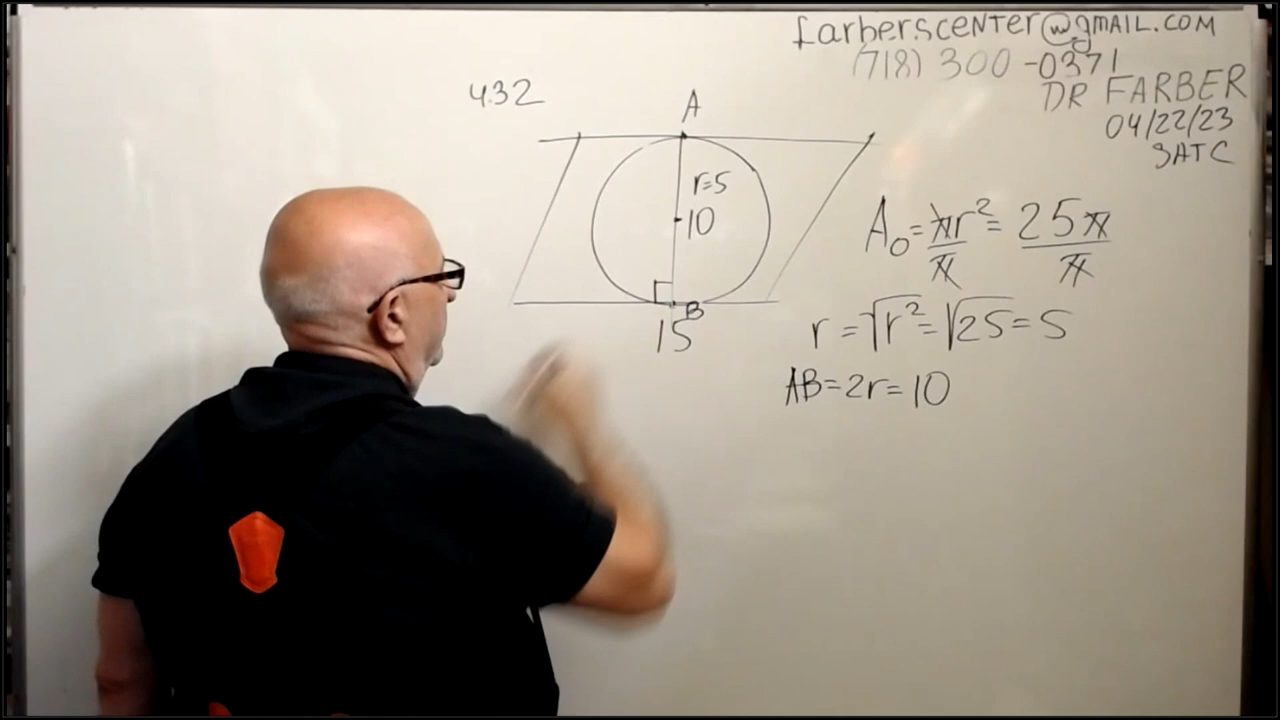 farberscenter@gmail.com
(718) 300-0371
DR FARBER
04/22/23
SATC
432
A
r=5
10
B
15
A○=πr²/π=25π/π
r=√r²=√25=5
AB=2r=10